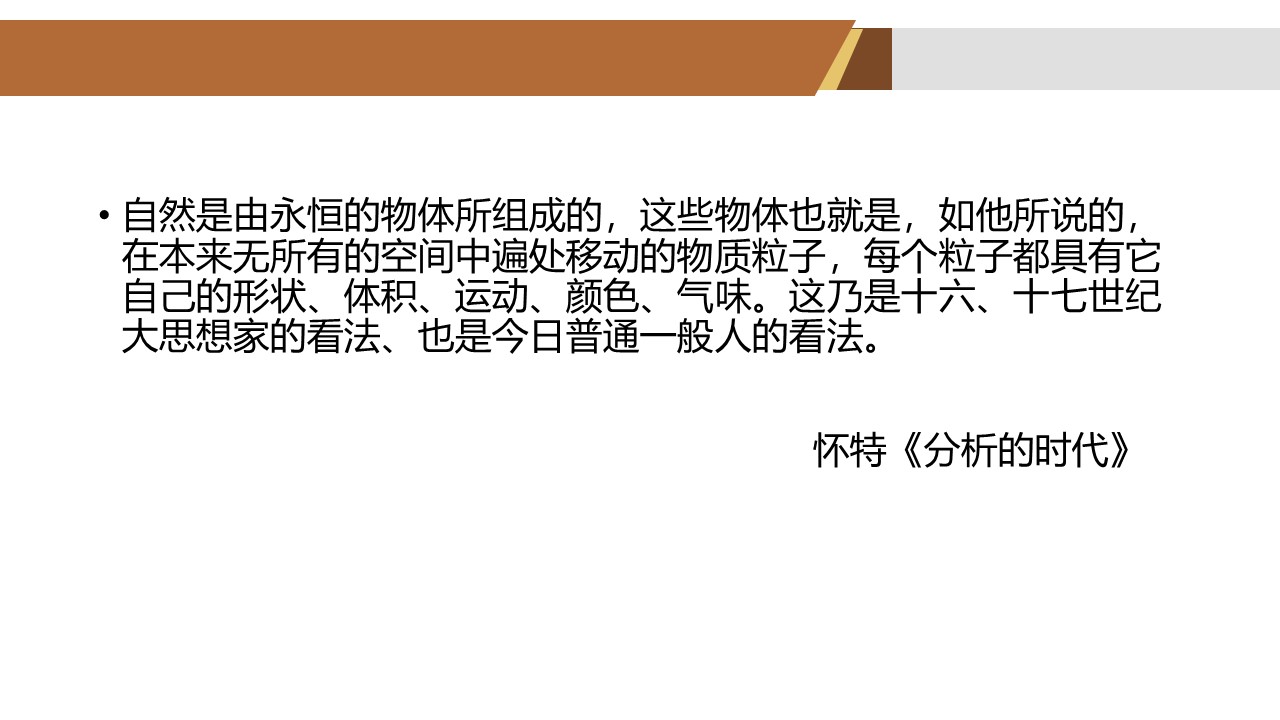 • 自然是由永恒的物体所组成的，这些物体也就是，如他所说的，
在本来无所有的空间中遍处移动的物质粒子，每个粒子都具有它
自己的形状、体积、运动、颜色、气味。这乃是十六、十七世纪
大思想家的看法、也是今日普通一般人的看法。
怀特《分析的时代》